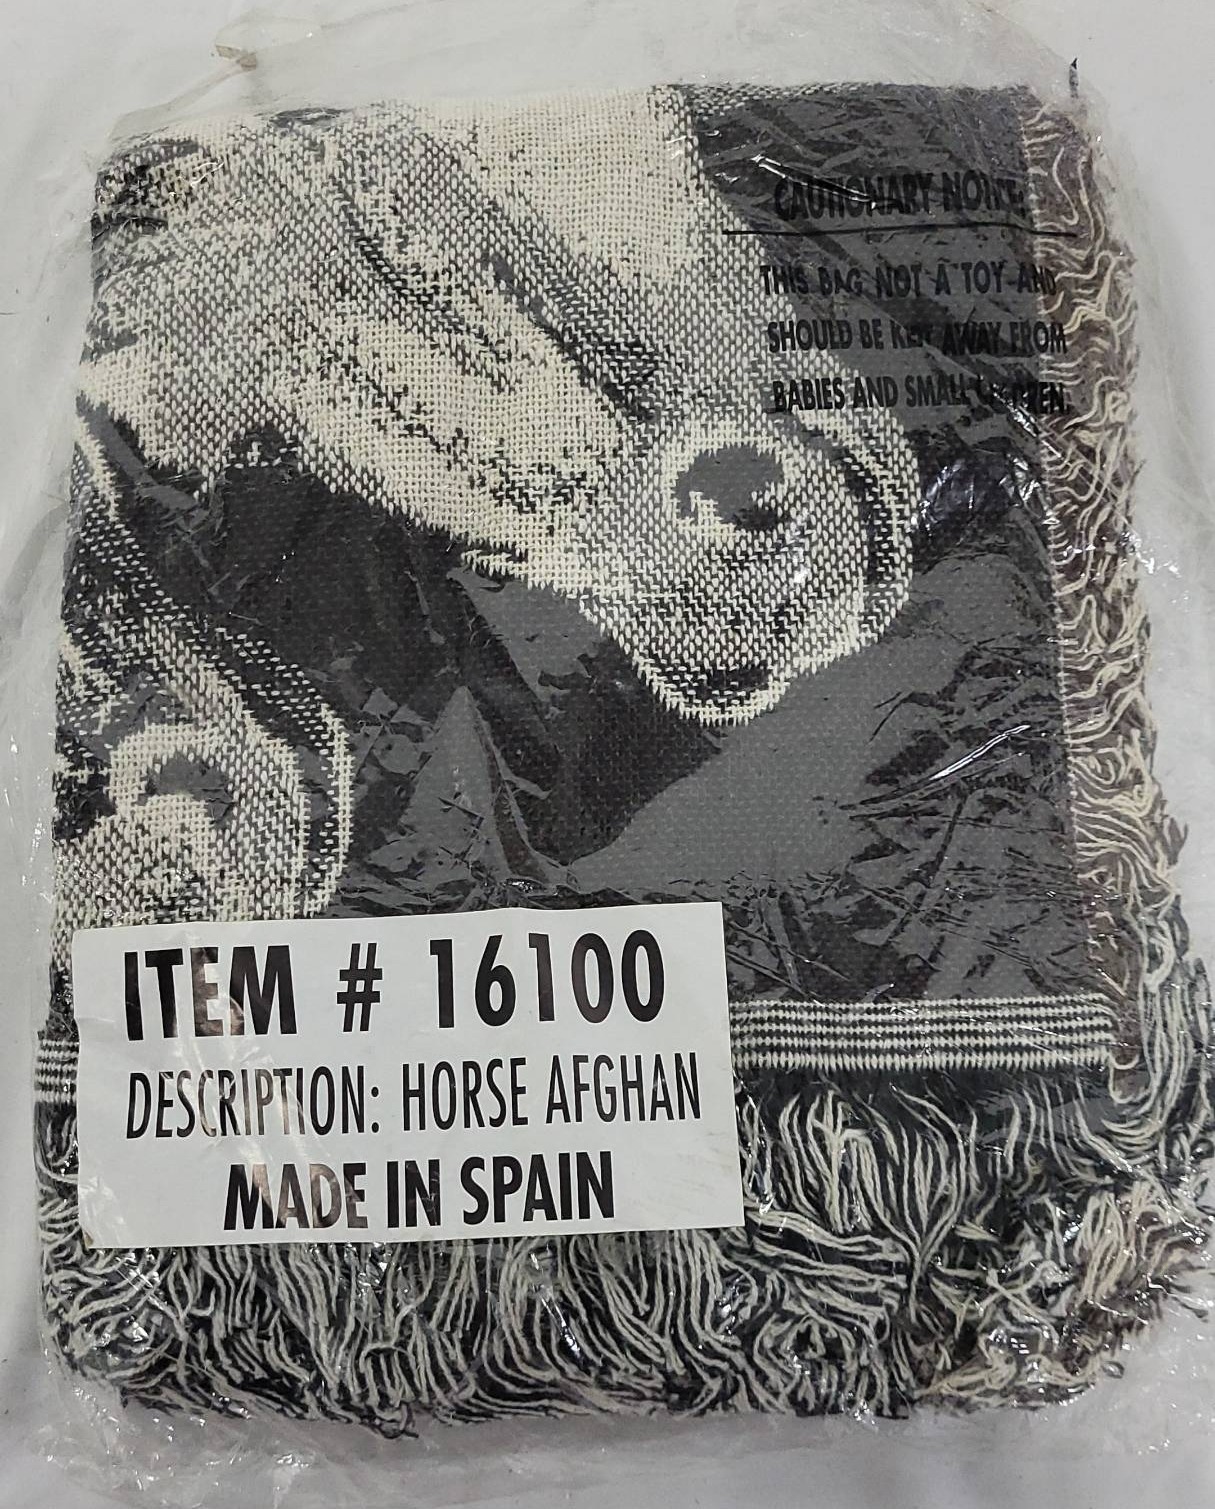 CAUTIONARY NOTICE
THIS BAG NOT A TOY AND
SHOULD BE KEPT AWAY FROM
BABIES AND SMALL CHILDREN.
ITEM # 16100
DESCRIPTION: HORSE AFGHAN
MADE IN SPAIN